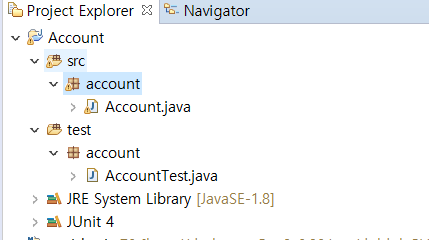 Project Explorer Navigator
Account
src
account
Account.java
test
account
AccountTest.java
JRE System Library [JavaSE-1.8]
JUnit 4